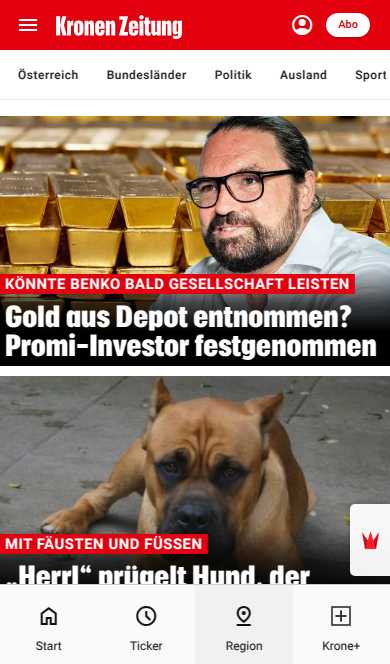 Kronen Zeitung
Abo
Österreich Bundesländer Politik Ausland Sport
KÖNNTE BENKO BALD GESELLSCHAFT LEISTEN
Gold aus Depot entnommen?
Promi-Investor festgenommen
MIT FÄUSTEN UND FÜSSEN
„Herrl“ prügelt Hund, der
Start Ticker Region Krone+